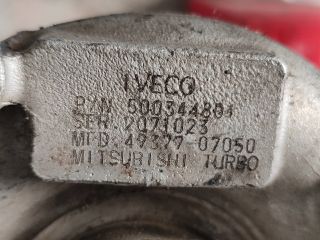 IVECO
P/N 500344801
SER. 2071023
MFD. 49377-07050
MITSUBISHI TURBO